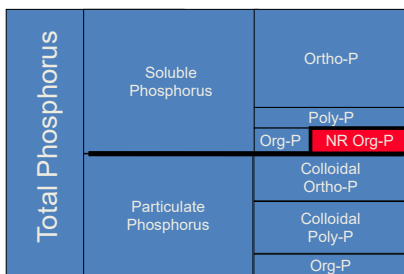 Total Phosphorus
Soluble
Phosphorus
Ortho-P
Poly-P
Org-P
NR Org-P
Particulate
Phosphorus
Colloidal
Ortho-P
Colloidal
Poly-P
Org-P